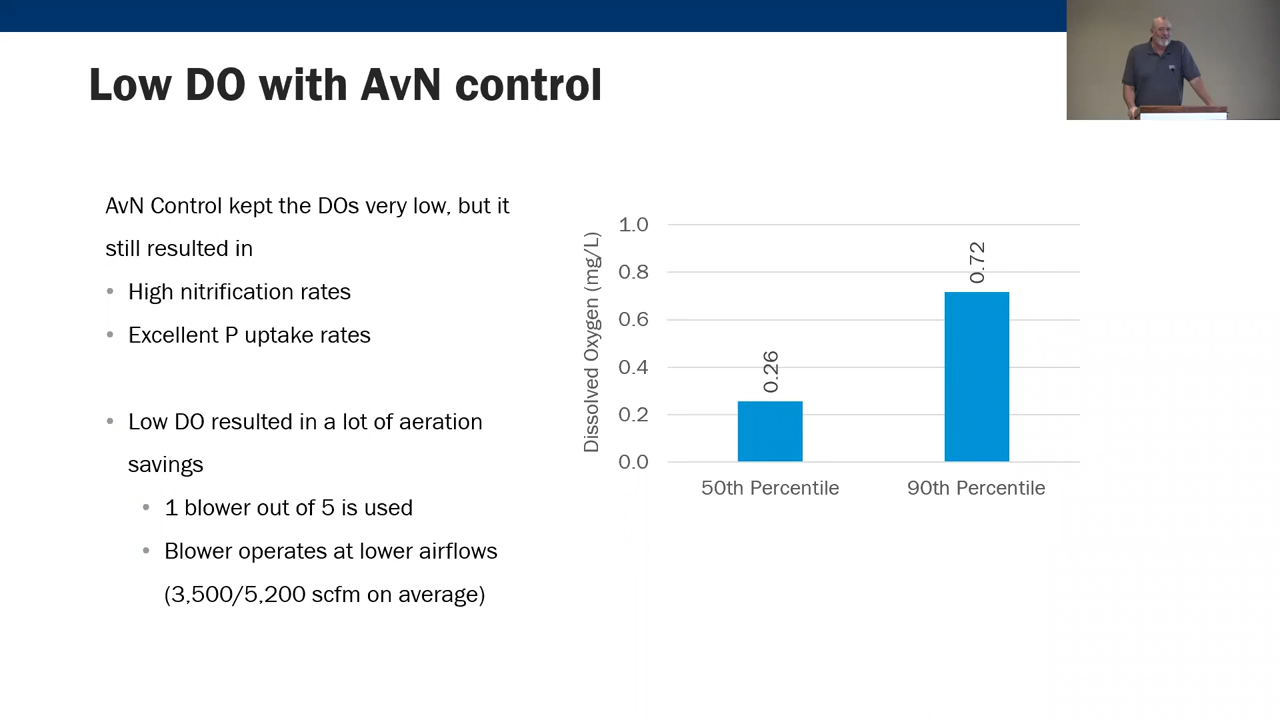 Low DO with AvN control
AvN Control kept the DOs very low, but it
still resulted in
• High nitrification rates
• Excellent P uptake rates
• Low DO resulted in a lot of aeration
savings
• 1 blower out of 5 is used
• Blower operates at lower airflows
(3,500/5,200 scfm on average)
Dissolved Oxygen (mg/L)
1.0
0.8
0.6
0.4
0.2
0.0
0.26
0.72
50th Percentile
90th Percentile